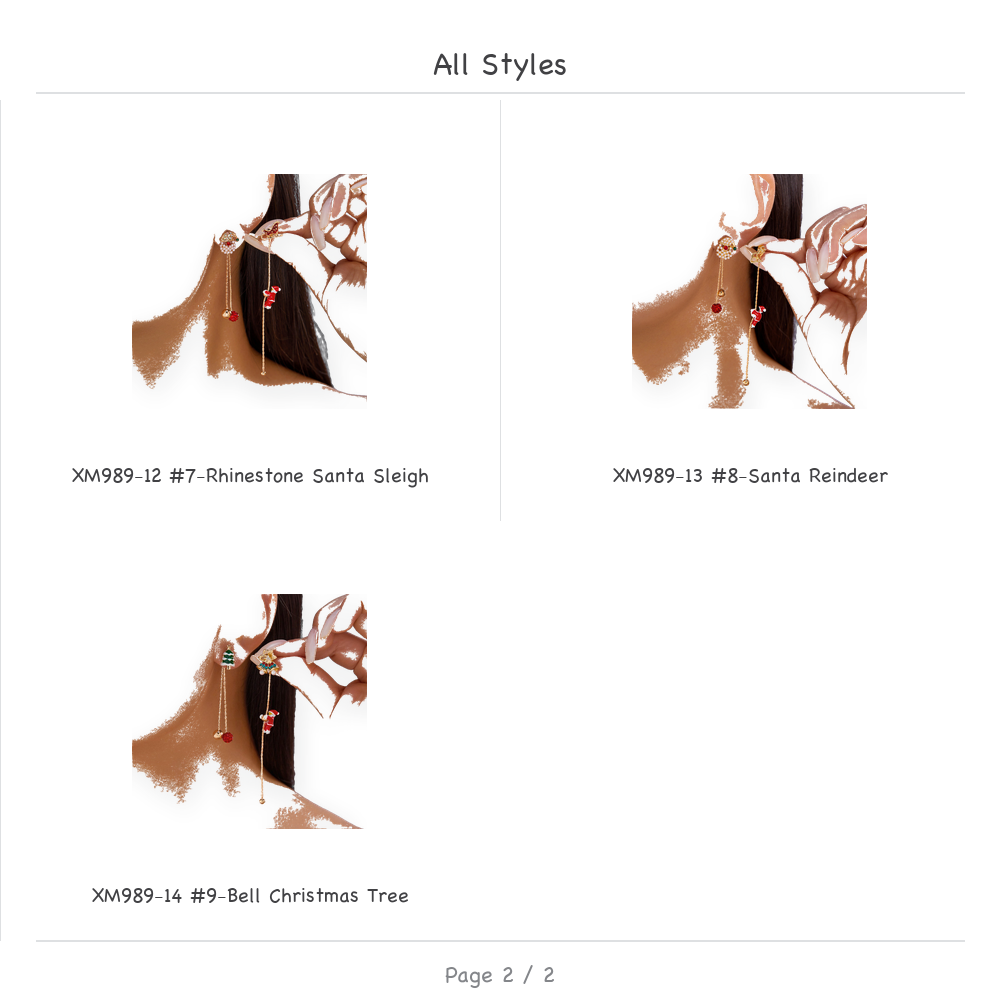 All Styles
XM989-12 #7-Rhinestone Santa Sleigh
XM989-13 #8-Santa Reindeer
XM989-14 #9-Bell Christmas Tree
Page 2 / 2